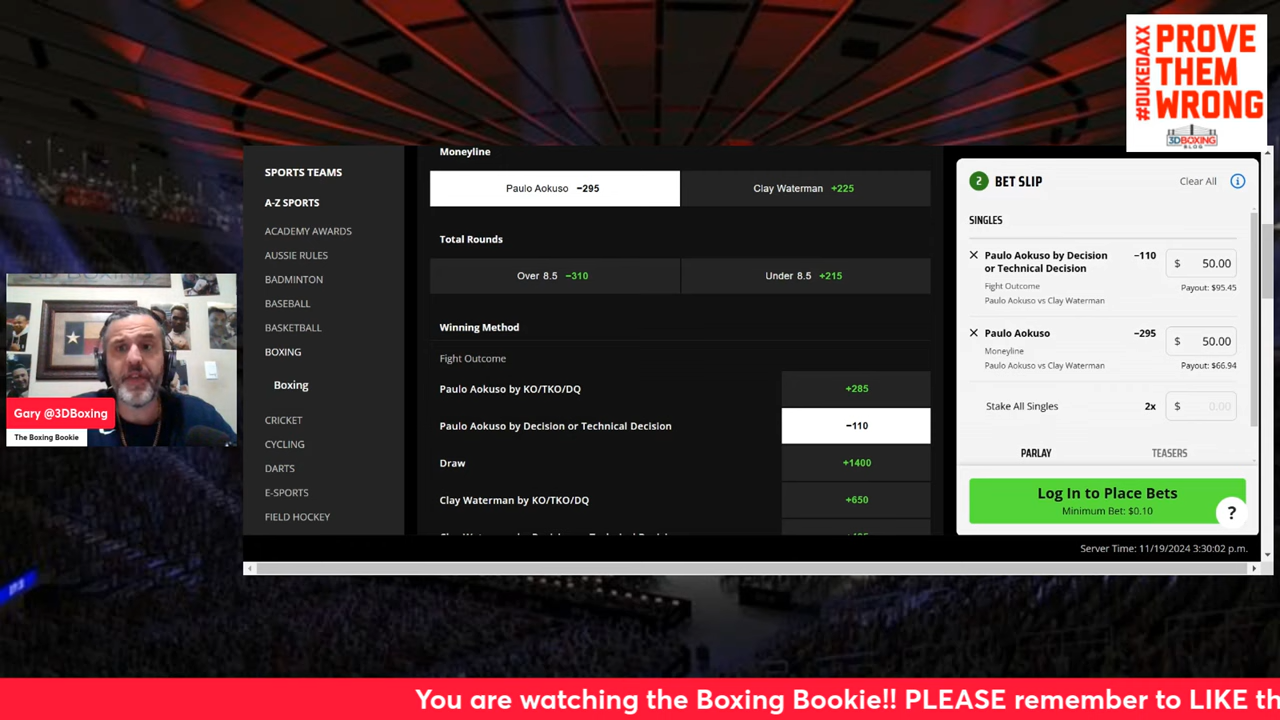 #DUKEDAXX
PROVE
THEM
WRONG
3DBOXING
BLOG
SPORTS TEAMS
A-Z SPORTS
ACADEMY AWARDS
AUSSIE RULES
BADMINTON
BASEBALL
BASKETBALL
BOXING
Boxing
CRICKET
CYCLING
DARTS
E-SPORTS
FIELD HOCKEY
Moneyline
Paulo Aokuso −295
Clay Waterman +225
Total Rounds
Over 8.5 −310
Under 8.5 +215
Winning Method
Fight Outcome
Paulo Aokuso by KO/TKO/DQ +285
Paulo Aokuso by Decision or Technical Decision −110
Draw +1400
Clay Waterman by KO/TKO/DQ +650
2 BET SLIP Clear All
SINGLES
Paulo Aokuso by Decision −110 $ 50.00
or Technical Decision
Fight Outcome Payout: $95.45
Paulo Aokuso vs Clay Waterman
Paulo Aokuso −295 $ 50.00
Moneyline
Paulo Aokuso vs Clay Waterman Payout: $66.94
Stake All Singles 2x $ 0.00
PARLAY TEASERS
Log In to Place Bets
Minimum Bet: $0.10
?
Server Time: 11/19/2024 3:30:02 p.m.
Gary @3DBoxing
The Boxing Bookie
You are watching the Boxing Bookie!! PLEASE remember to LIKE th